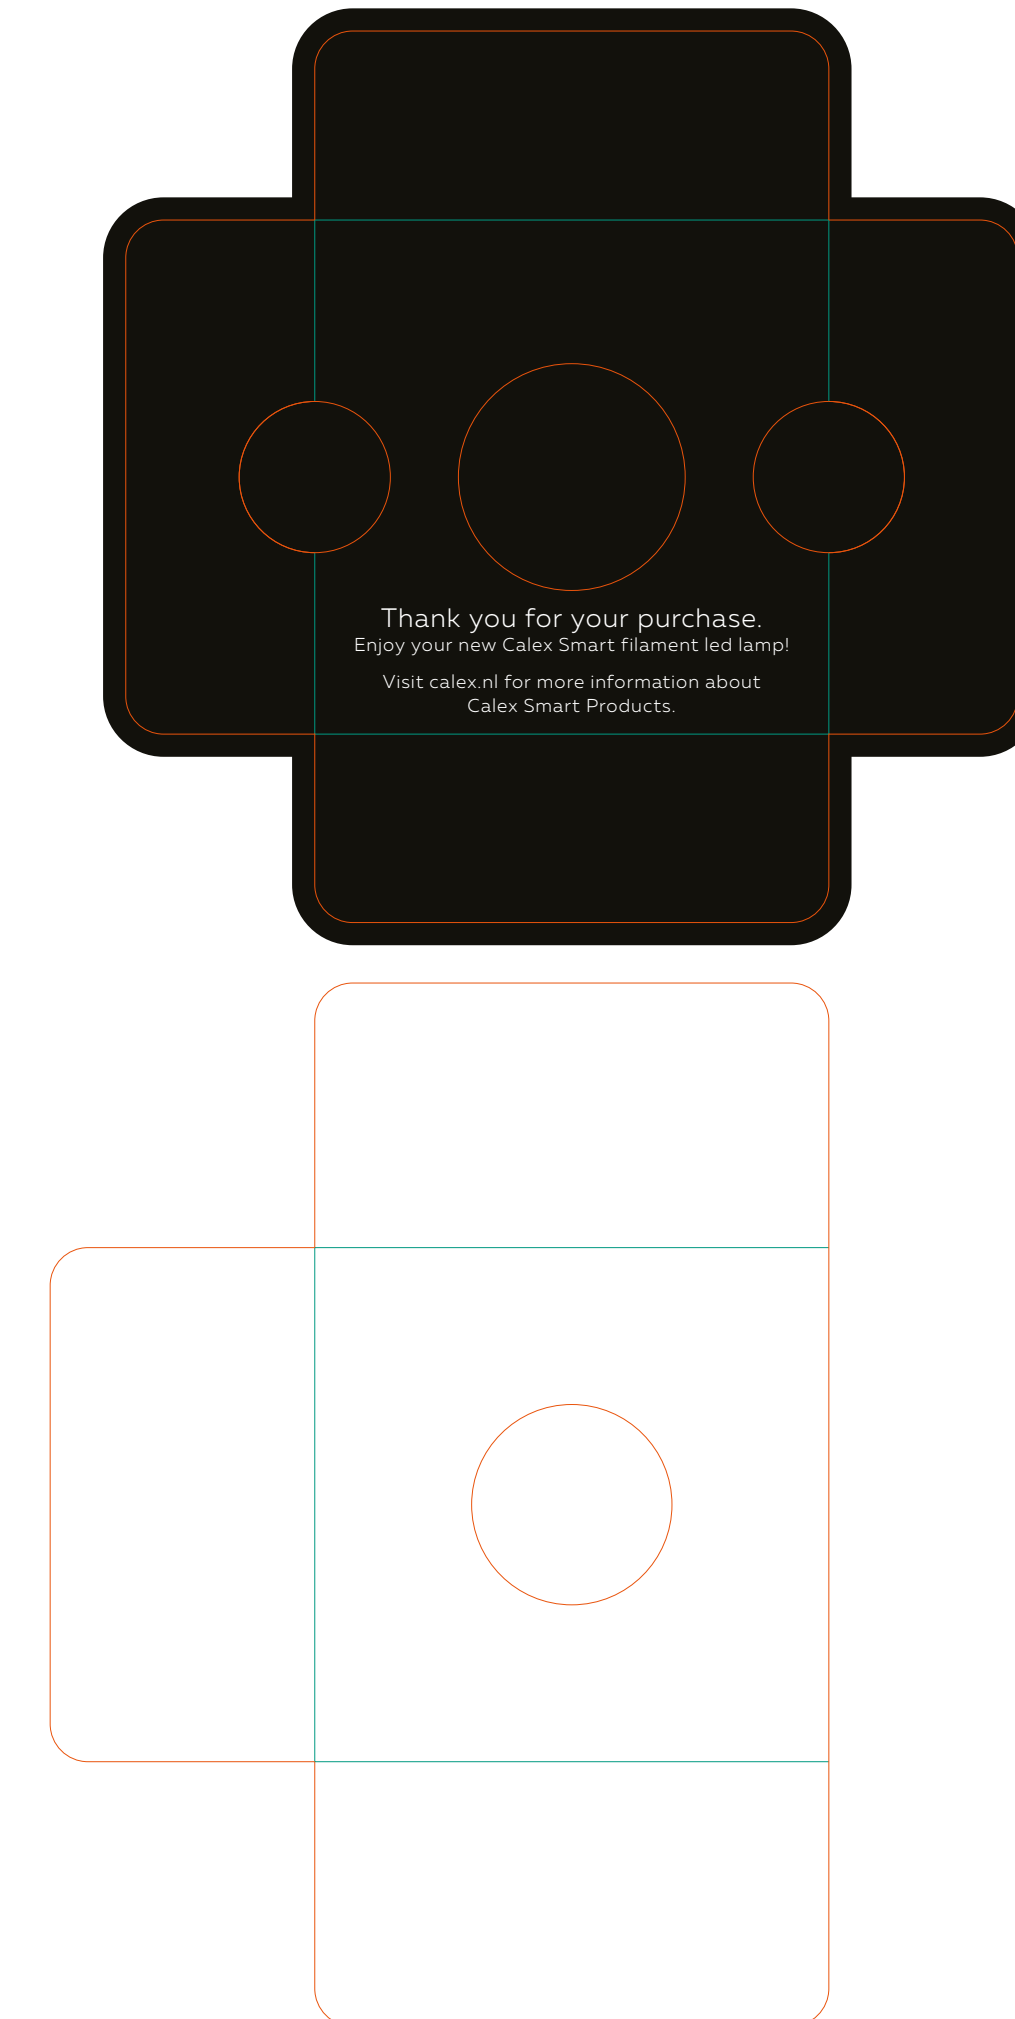 Thank you for your purchase.
Enjoy your new Calex Smart filament led lamp!
Visit calex.nl for more information about
Calex Smart Products.